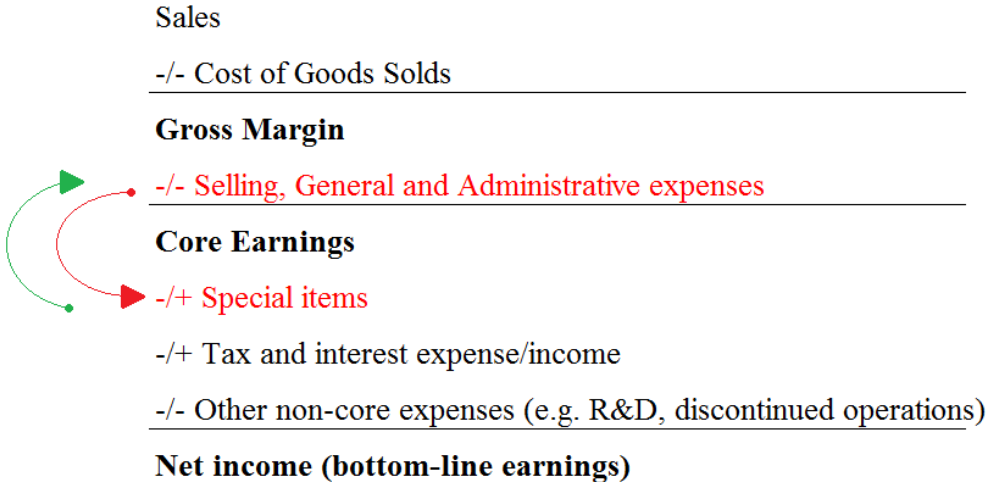 Sales
-/- Cost of Goods Solds
Gross Margin
-/- Selling, General and Administrative expenses
Core Earnings
-/+ Special items
-/+ Tax and interest expense/income
-/- Other non-core expenses (e.g. R&D, discontinued operations)
Net income (bottom-line earnings)